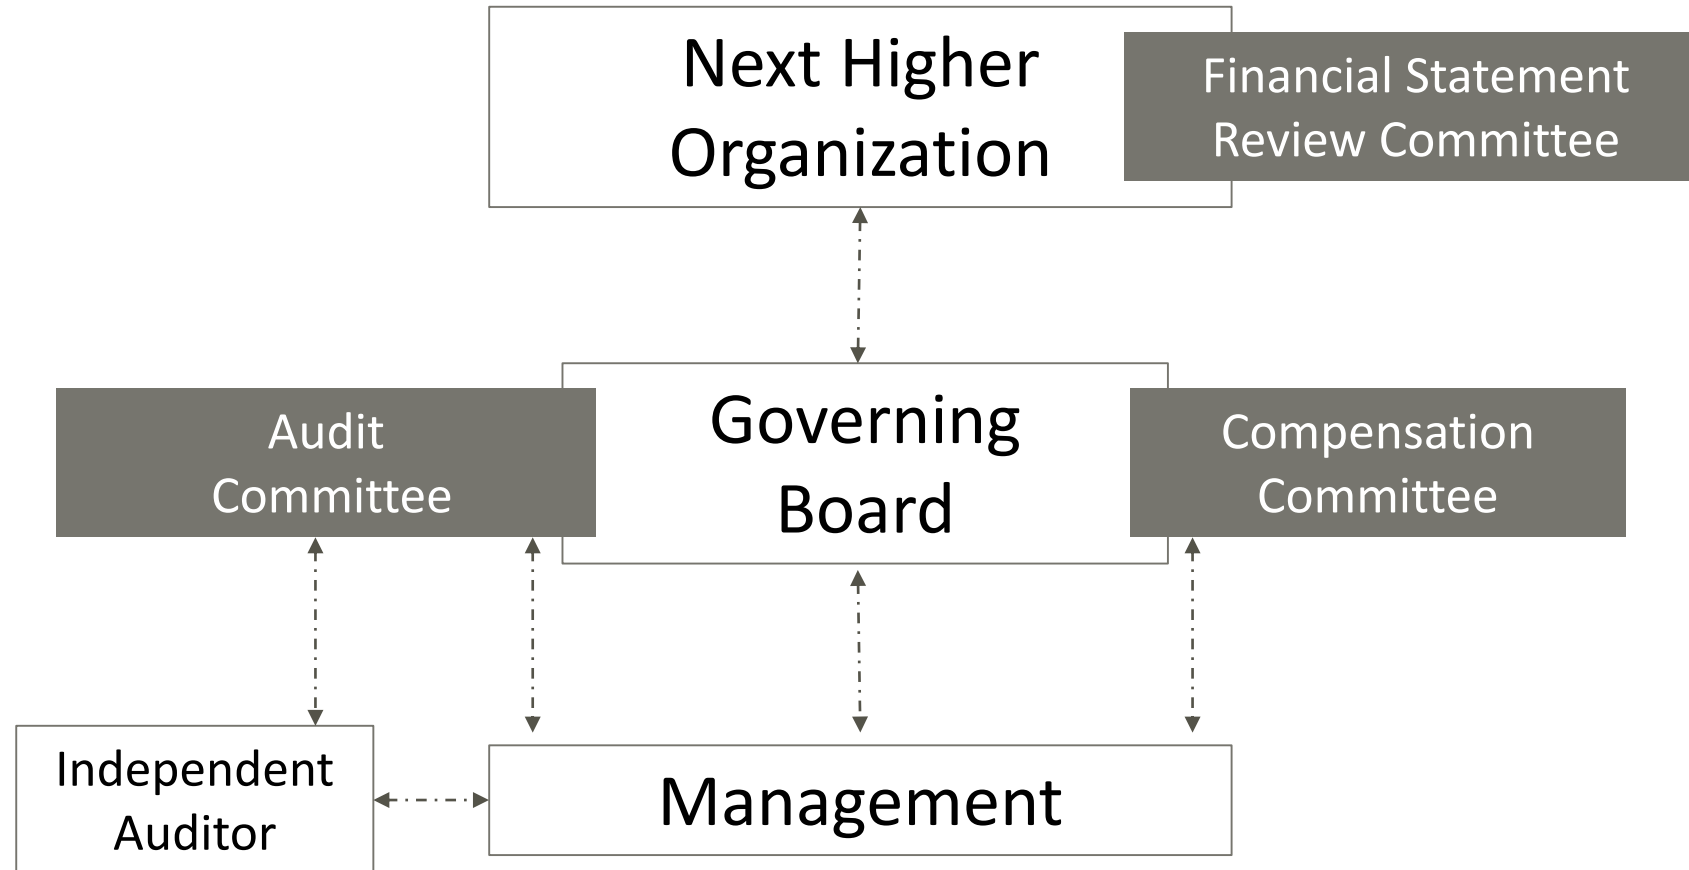 Next Higher
Organization
Financial Statement
Review Committee
Audit
Committee
Governing
Board
Compensation
Committee
Independent
Auditor
Management